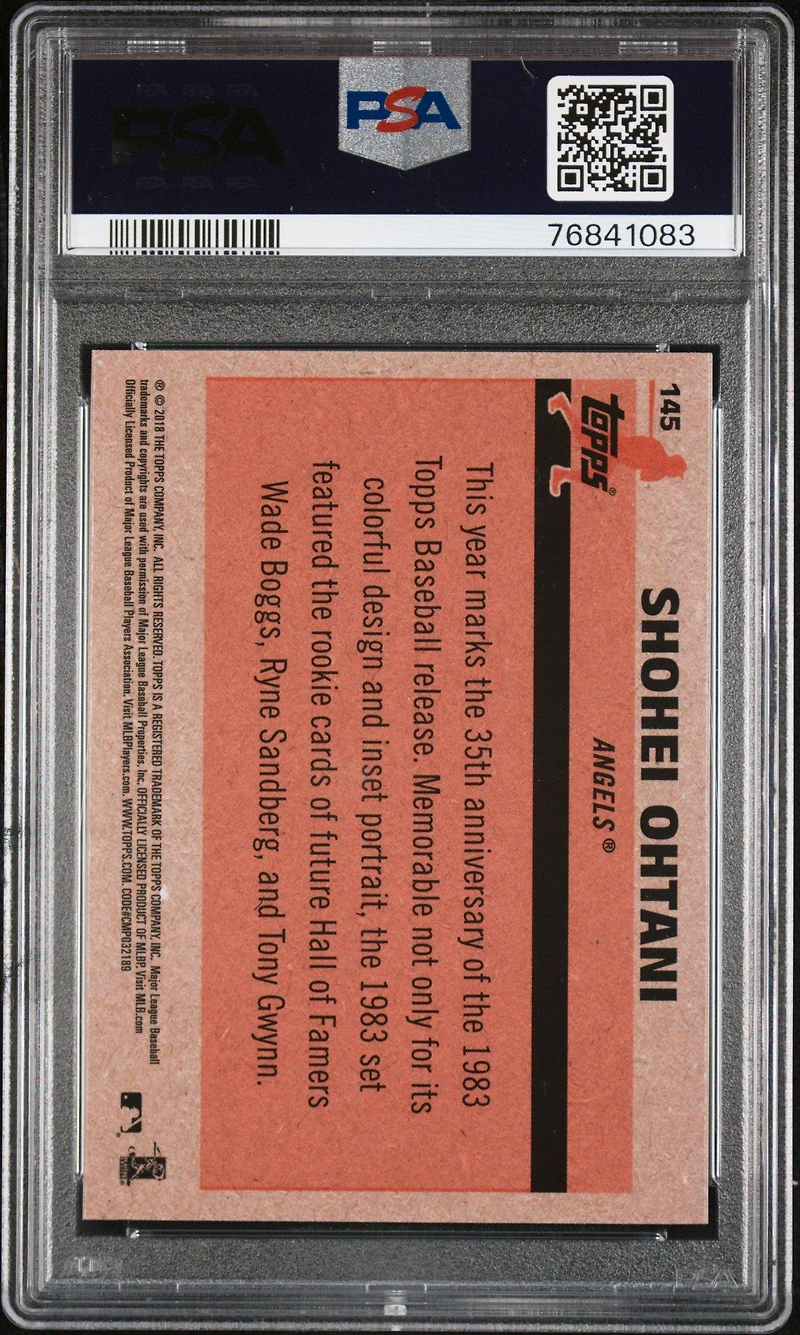 PSA
PSA
76841083
145
topps®
SHOHEI OHTANI
ANGELS®
This year marks the 35th anniversary of the 1983
Topps Baseball release. Memorable not only for its
colorful design and inset portrait, the 1983 set
featured the rookie cards of future Hall of Famers
Wade Boggs, Ryne Sandberg, and Tony Gwynn.
® © 2018 THE TOPPS COMPANY, INC. ALL RIGHTS RESERVED. TOPPS IS A REGISTERED TRADEMARK OF THE TOPPS COMPANY, INC. Major League Baseball
trademarks and copyrights are used with permission of Major League Baseball Properties, Inc. OFFICIALLY LICENSED PRODUCT OF MLBP. Visit MLB.com
Officially Licensed Product of Major League Baseball Players Association. Visit MLBPlayers.com. WWW.TOPPS.COM. CODE#CMP032189
PSA